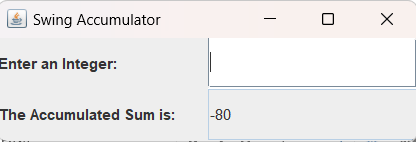 Swing Accumulator
Enter an Integer:
The Accumulated Sum is: -80